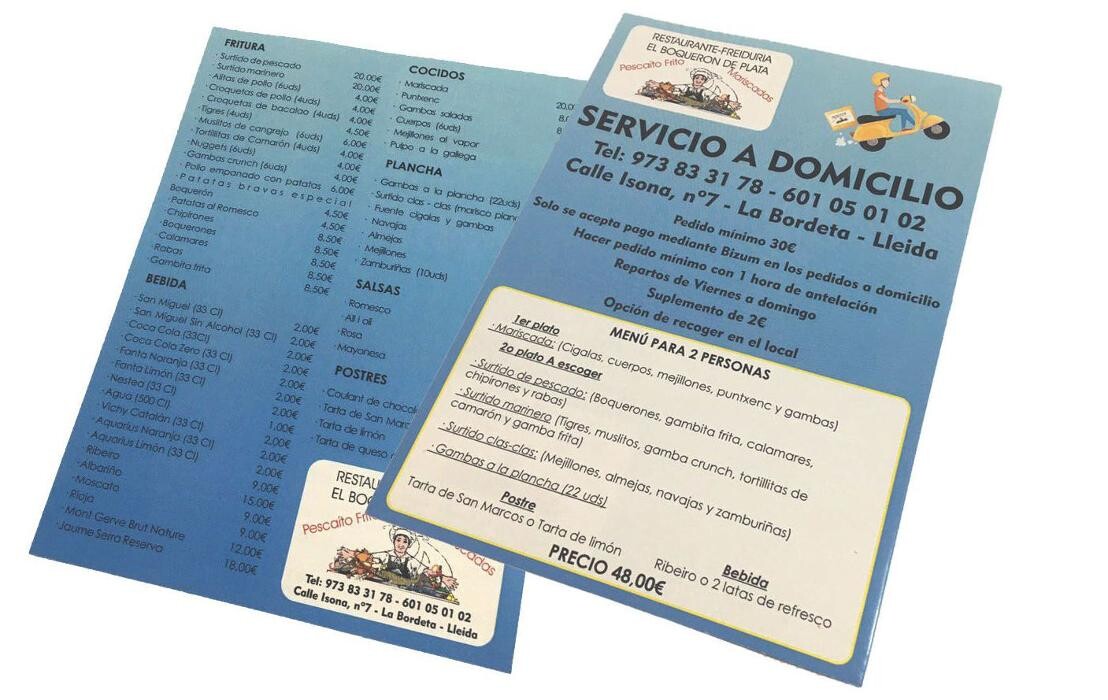 FRITURA
· Surtido de pescado 20.00€
· Surtido marinero 20.00€
· Alitas de pollo (6uds) 4.00€
· Croquetas de pollo (4uds) 4.00€
· Croquetas de bacalao (4uds) 4.00€
· Tigres (4uds) 4,50€
· Muslitos de cangrejo (6uds) 6,00€
· Tortillitas de Camarón (4uds) 4.00€
· Nuggets (6uds) 4.00€
· Gambas crunch (6uds) 4,00€
· Pollo empanado con patatas 6,00€
· Patatas bravas especial
Boquerón 4,50€
· Patatas al Romesco 4,50€
· Chipirones 8,50€
· Boquerones 8,50€
· Calamares 8,50€
· Rabas 8,50€
· Gambita frita 8,50€
BEBIDA
· San Miguel (33 Cl) 2,00€
· San Miguel Sin Alcohol (33 Cl) 2,00€
· Coca Cola (33Cl) 2,00€
· Coca Cola Zero (33 Cl) 2,00€
· Fanta Naranja (33 Cl) 2,00€
· Fanta Limón (33 Cl) 2,00€
· Nestea (33 Cl) 2,00€
· Agua (500 Cl) 1,00€
· Vichy Catalán (33 Cl) 2,00€
· Aquarius Naranja (33 Cl) 2,00€
· Aquarius Limón (33 Cl) 2,00€
· Ribeiro 9,00€
· Albariño 15,00€
· Moscato 9,00€
· Rioja 9,00€
· Mont Gerve Brut Nature 12,00€
· Jaume Serra Reserva 18,00€
COCIDOS
· Mariscada
· Puntxenc
· Gambas saladas
· Cuerpos (6uds)
· Mejillones al vapor
· Pulpo a la gallega
PLANCHA
· Gambas a la plancha (22uds)
· Surtido clas - clas (marisco
· Fuente cigalas y gambas
· Navajas
· Almejas
· Mejillones
· Zamburiñas (10uds)
SALSAS
· Romesco
· All i oli
· Rosa
· Mayonesa
POSTRES
· Coulant de
· Tarta de San
· Tarta de limón
· Tarta de queso
EL
Pescaíto
Tel: 973 83 31 78 - 601 05 01 02
Calle Isona, nº7 - La Bordeta - Lleida
RESTAURANTE-FREIDURIA
EL BOQUERON DE PLATA
Pescaíto Frito Mariscadas
SERVICIO A DOMICILIO
Tel: 973 83 31 78 - 601 05 01 02
Calle Isona, nº7 - La Bordeta - Lleida
Pedido mínimo 30€
Solo se acepta pago mediante Bizum en los pedidos a domicilio
Hacer pedido mínimo con 1 hora de antelación
Repartos de Viernes a domingo
Suplemento de 2€
Opción de recoger en el local
MENÚ PARA 2 PERSONAS
1er plato
· Mariscada: (Cigalas, cuerpos, mejillones, puntxenc y gambas)
2o plato A escoger
· Surtido de pescado: (Boquerones, gambita frita, calamares,
chipirones y rabas)
· Surtido marinero (Tigres, muslitos, gamba crunch, tortillitas de
camarón y gamba frita)
· Surtido clas-clas: (Mejillones, almejas, navajas y zamburiñas)
· Gambas a la plancha (22 uds)
Postre
Tarta de San Marcos o Tarta de limón
Bebida
Ribeiro o 2 latas de refresco
PRECIO 48,00€